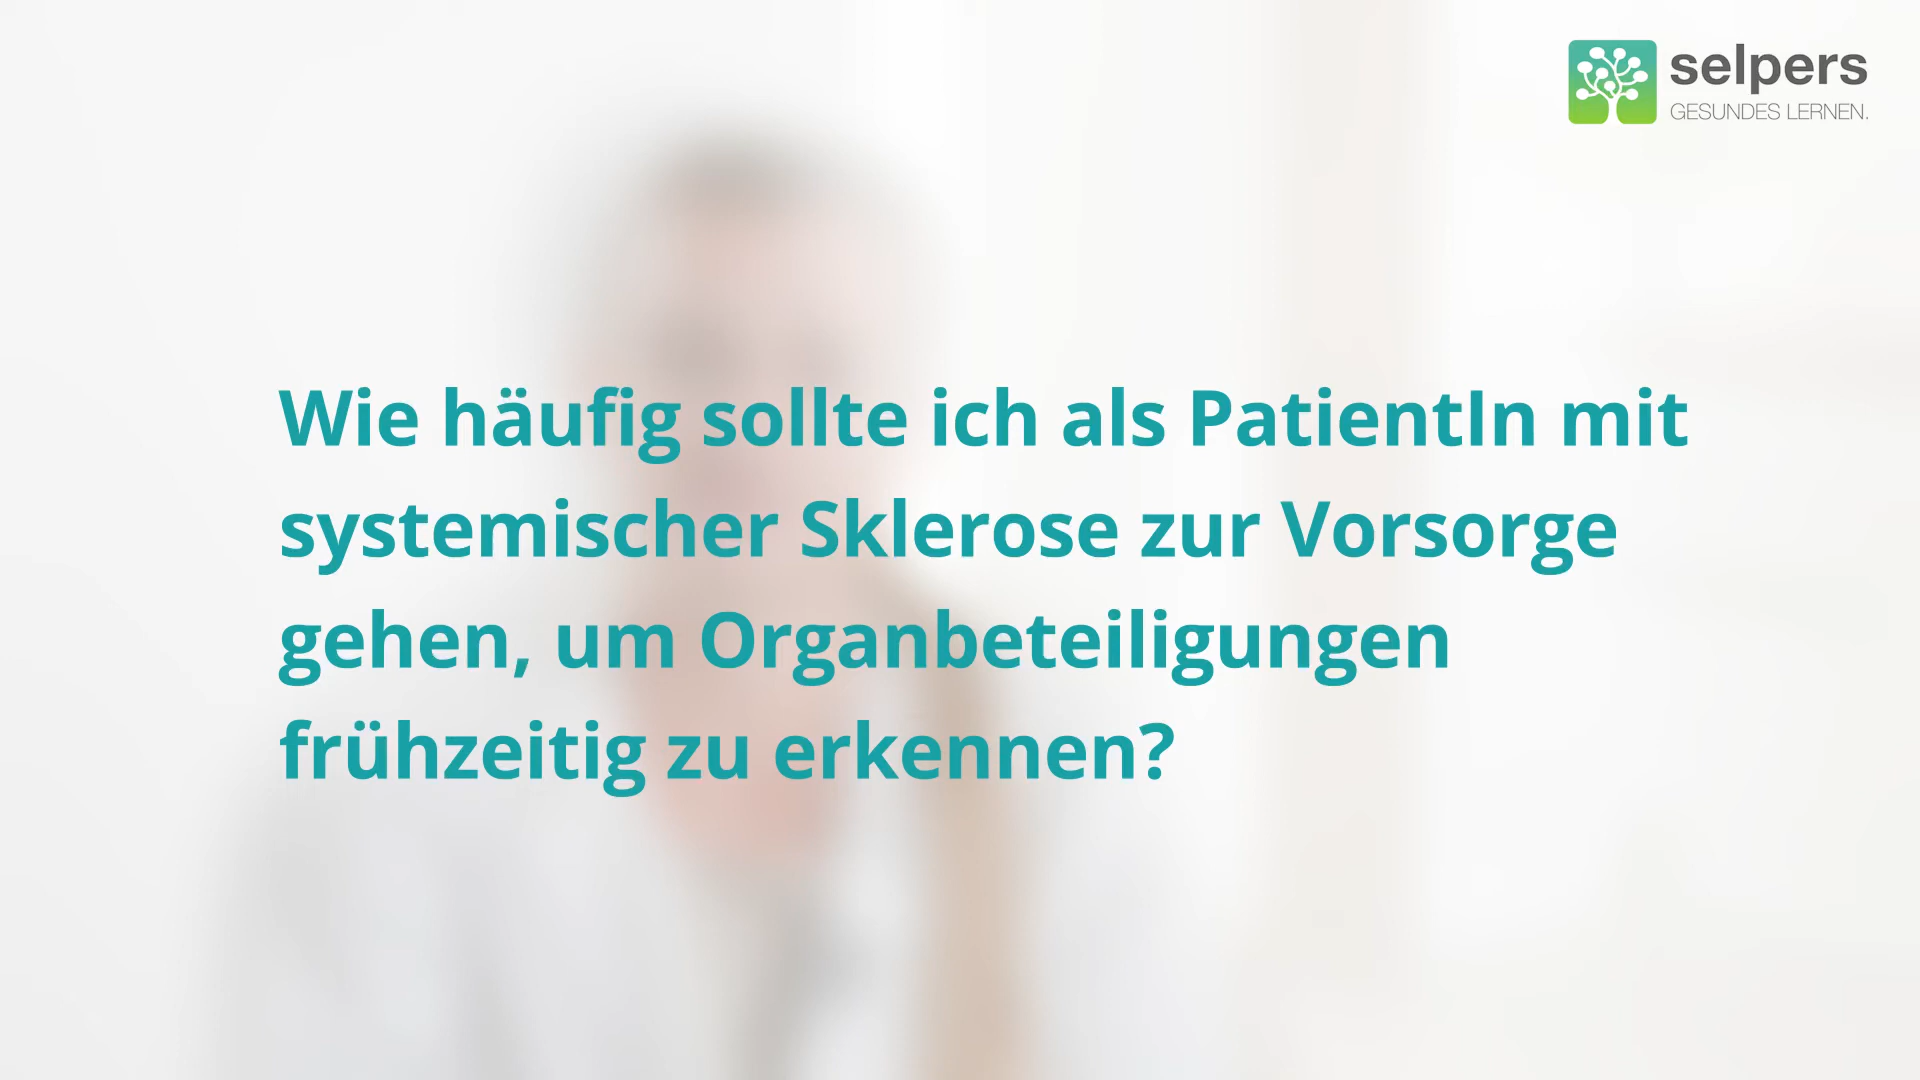 selpers
GESUNDES LERNEN.
Wie häufig sollte ich als PatientIn mit
systemischer Sklerose zur Vorsorge
gehen, um Organbeteiligungen
frühzeitig zu erkennen?